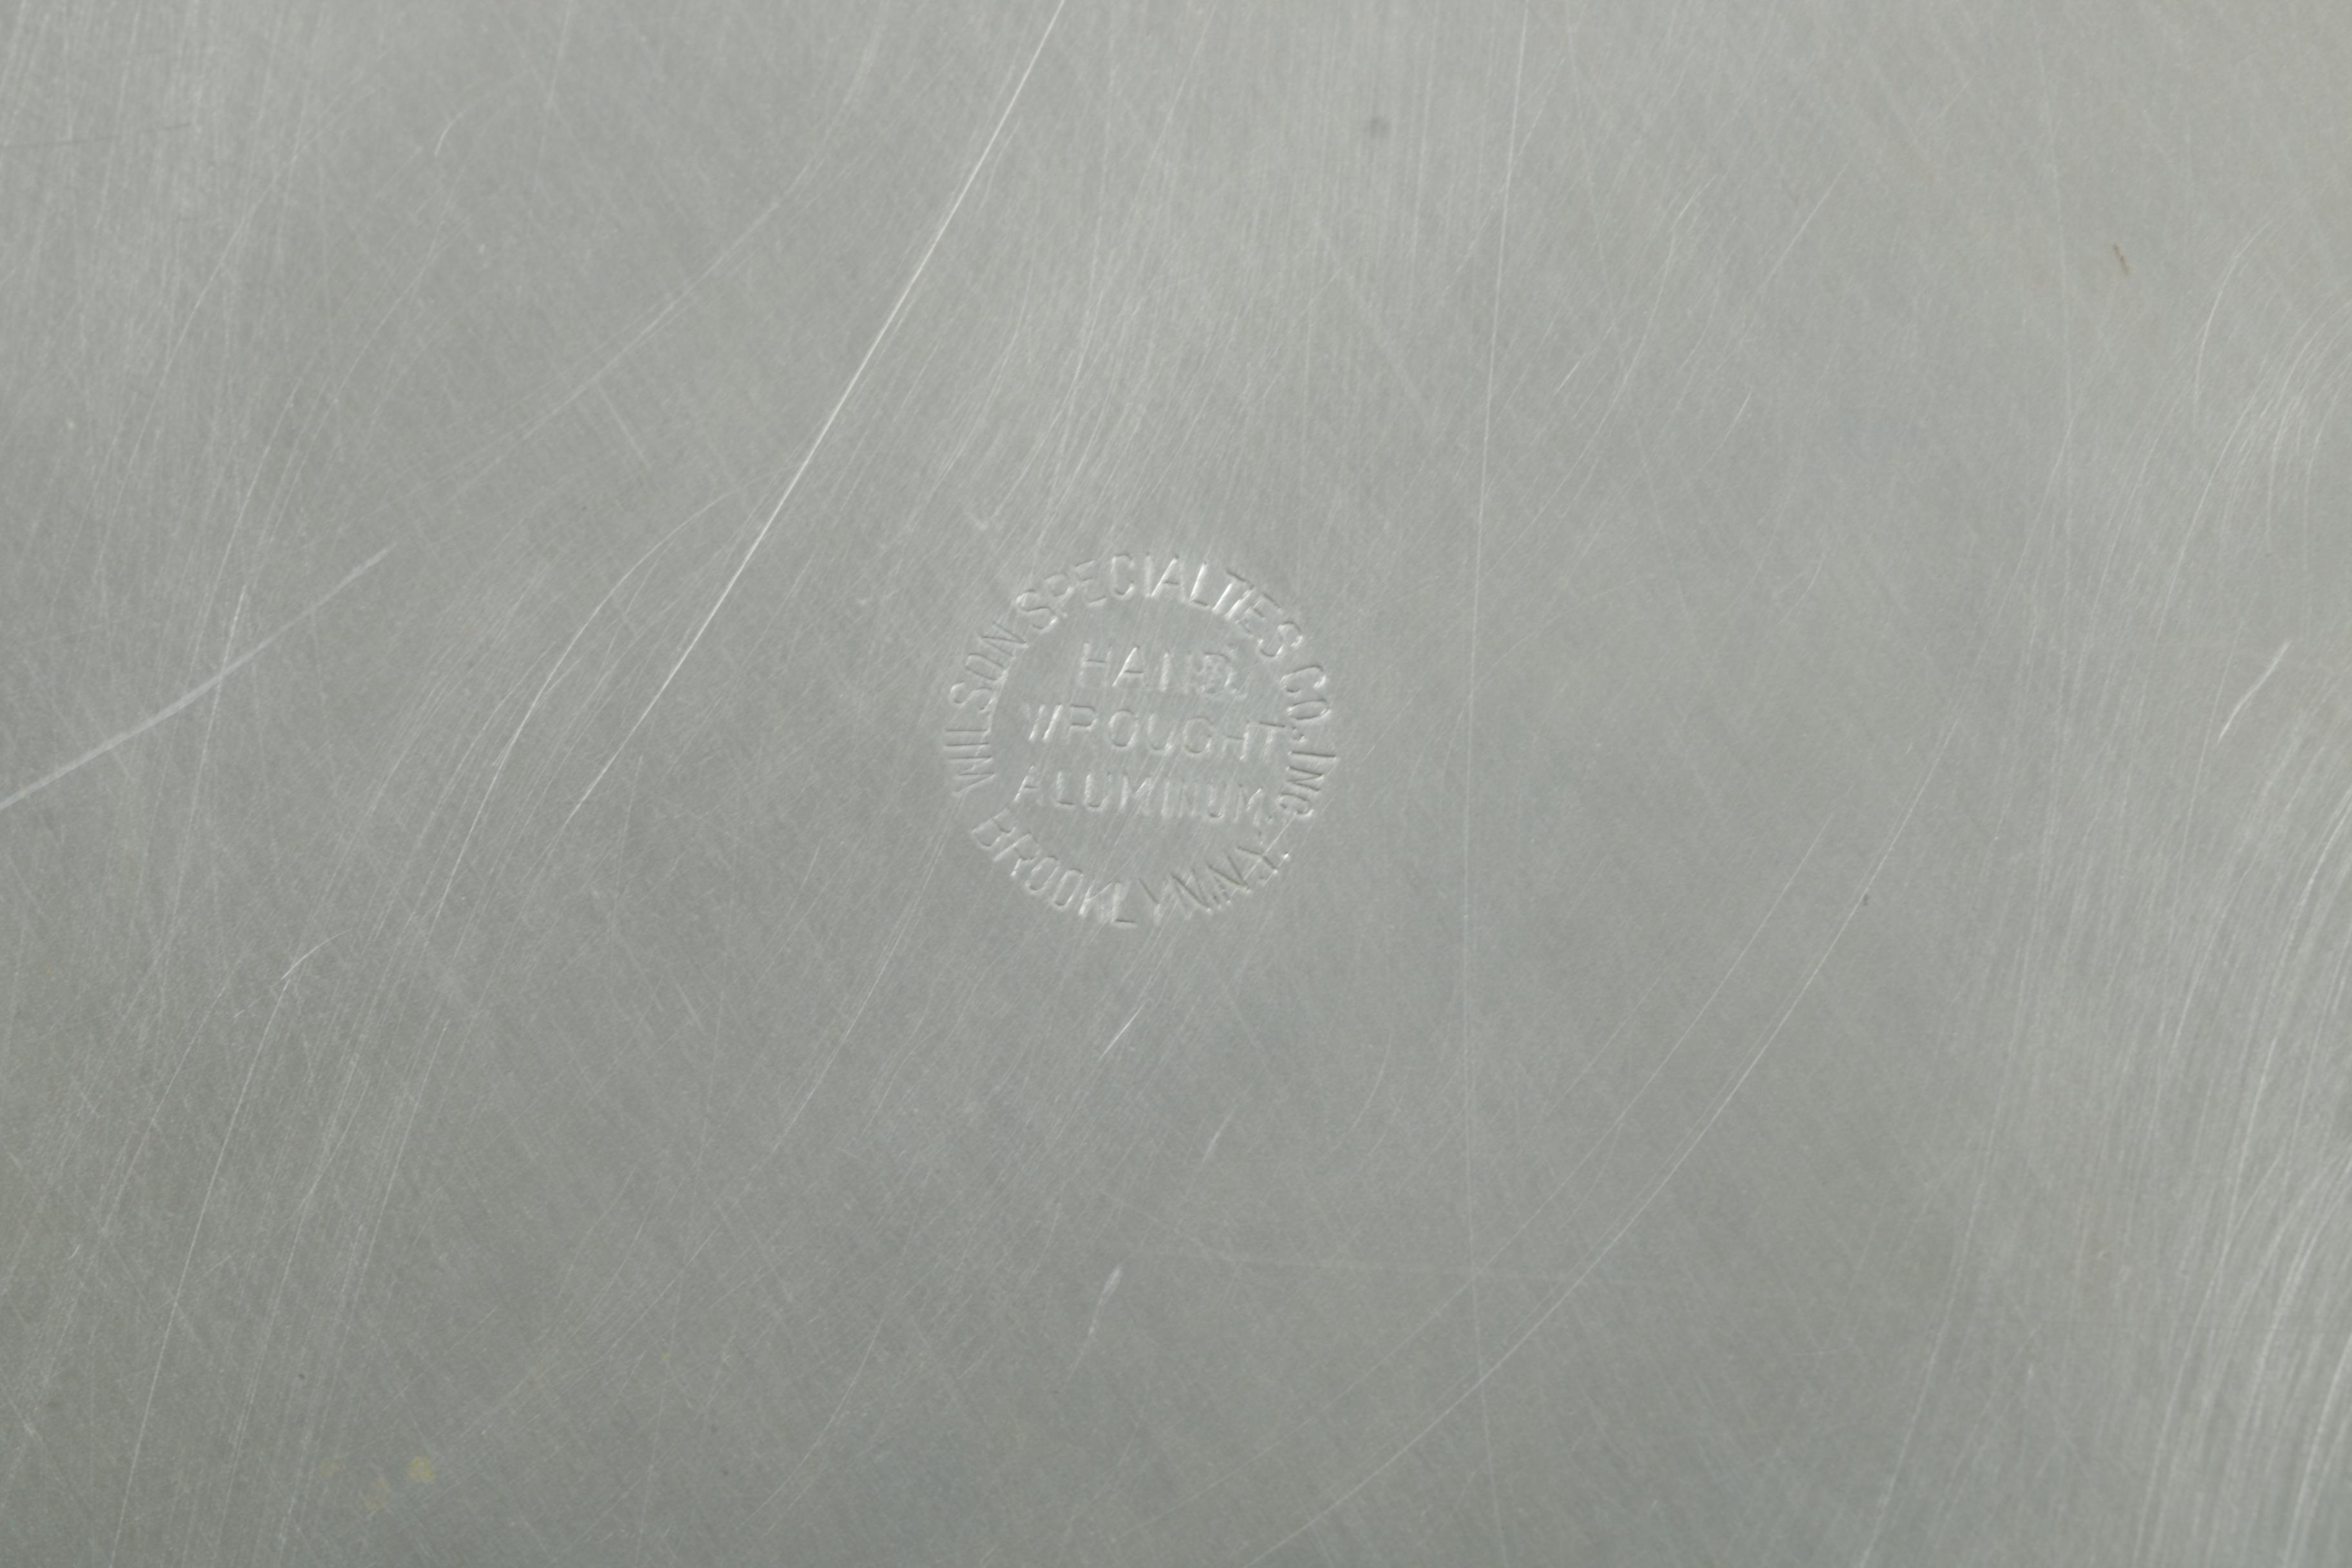 WILSON SPECIALTIES CO., INC.
HAND
WROUGHT
ALUMINUM
BROOKLYN, N.Y.